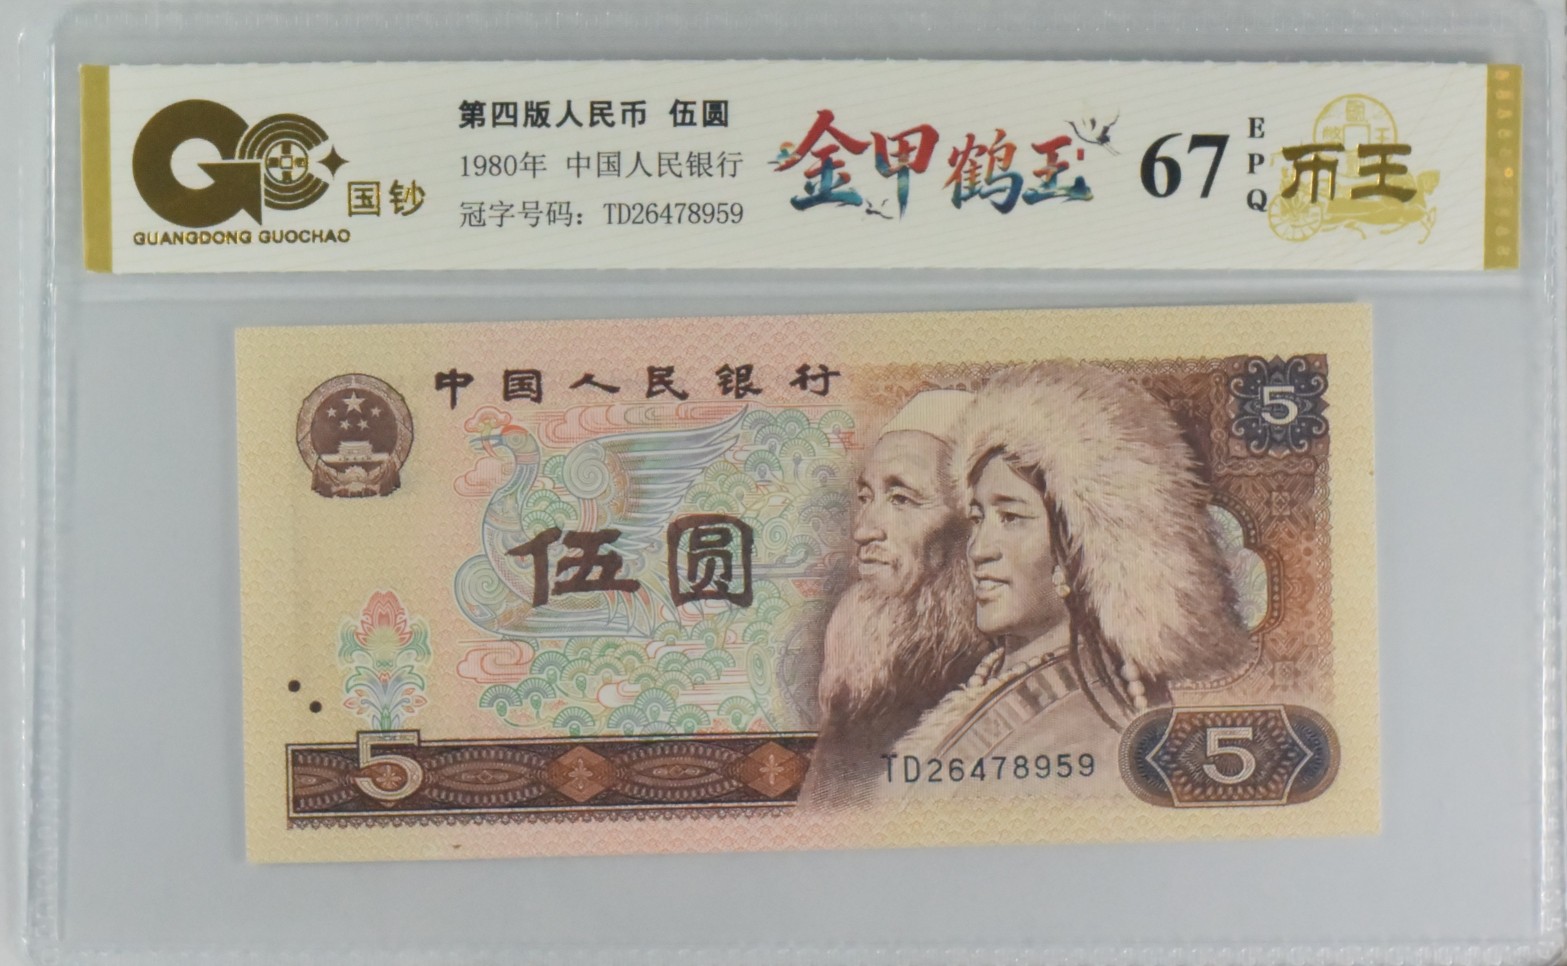 国钞
GUANGDONG GUOCHAO
第四版人民币 伍圆
1980年 中国人民银行
冠字号码：TD26478959
金甲鹤王
67
EPQ
币王
中国人民银行
5
伍圆
5
TD26478959
5